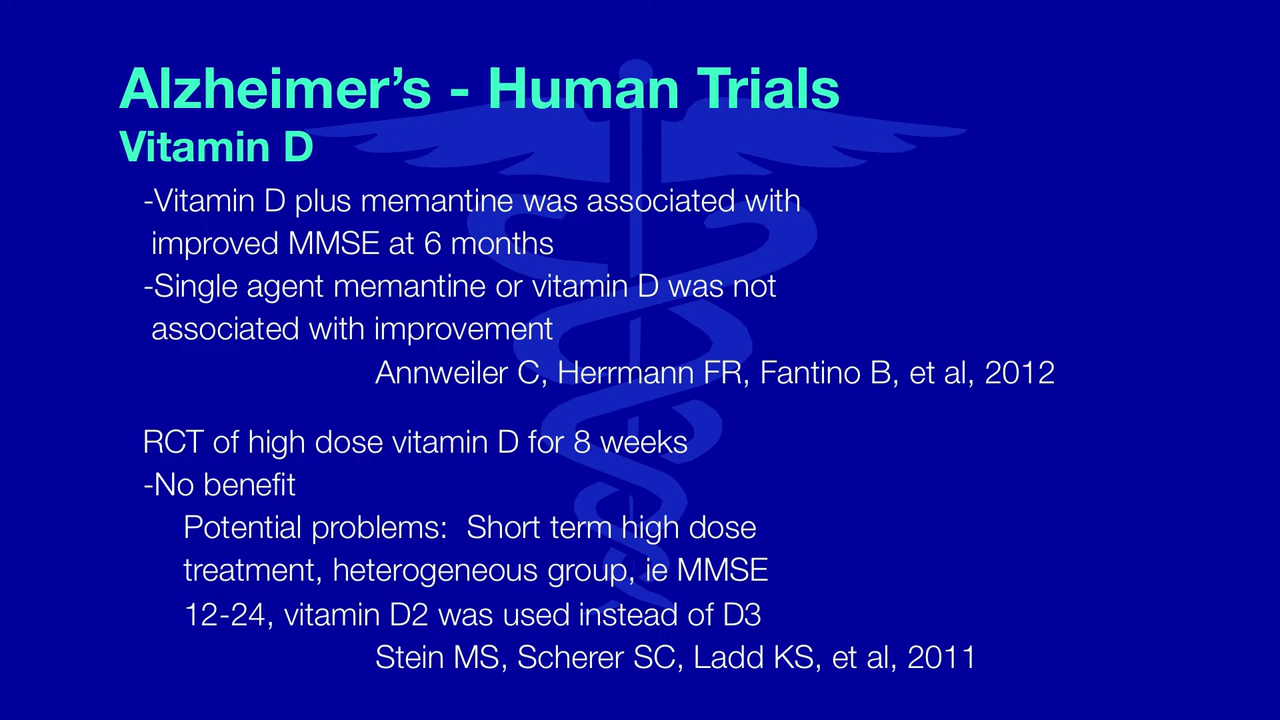 Alzheimer’s - Human Trials
Vitamin D
-Vitamin D plus memantine was associated with
improved MMSE at 6 months
-Single agent memantine or vitamin D was not
associated with improvement
Annweiler C, Herrmann FR, Fantino B, et al, 2012
RCT of high dose vitamin D for 8 weeks
-No benefit
Potential problems:  Short term high dose
treatment, heterogeneous group, ie MMSE
12-24, vitamin D2 was used instead of D3
Stein MS, Scherer SC, Ladd KS, et al, 2011